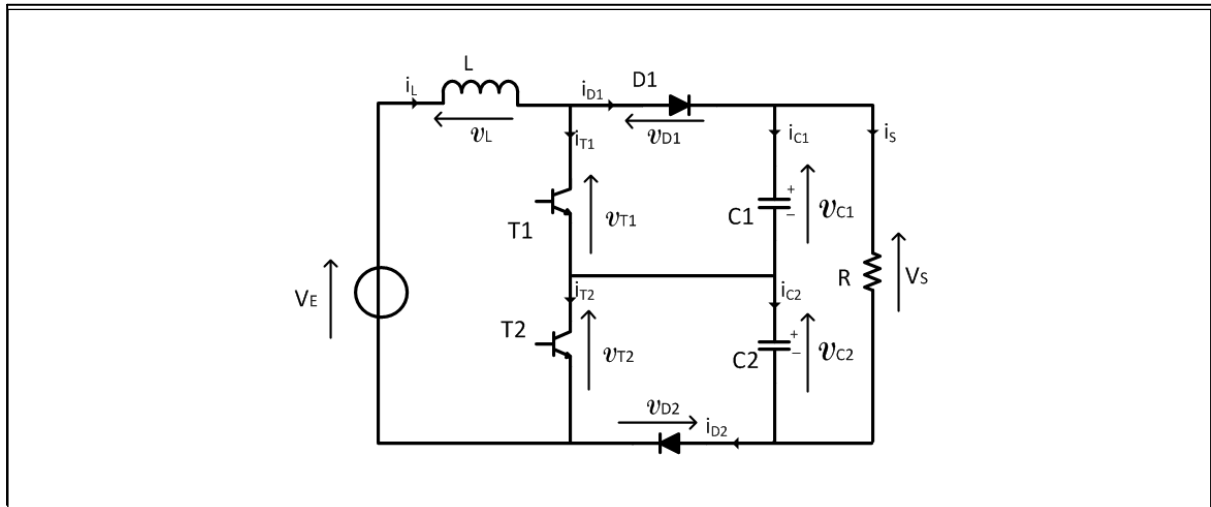 L
D1
iL
iD1
vL
iT1
vD1
iC1
iS
+
−
T1
vT1
C1
vC1
VE
iT2
iC2
R
VS
T2
vT2
+
−
C2
vC2
vD2
iD2